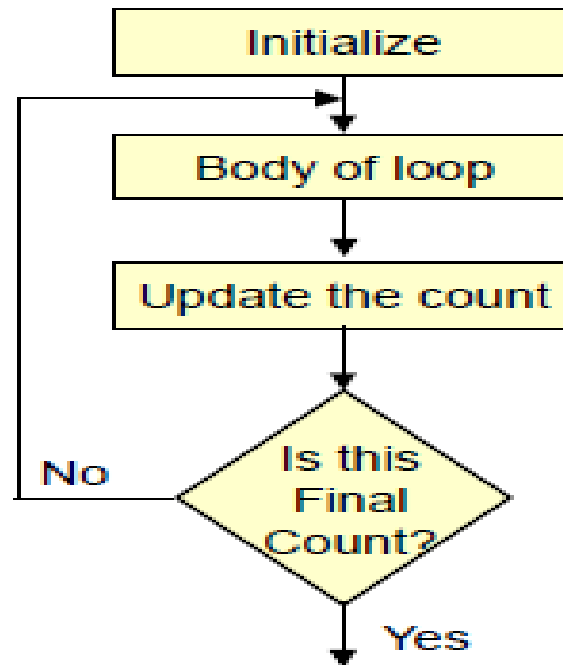 Initialize
Body of loop
Update the count
Is this
Final
Count?
No
Yes